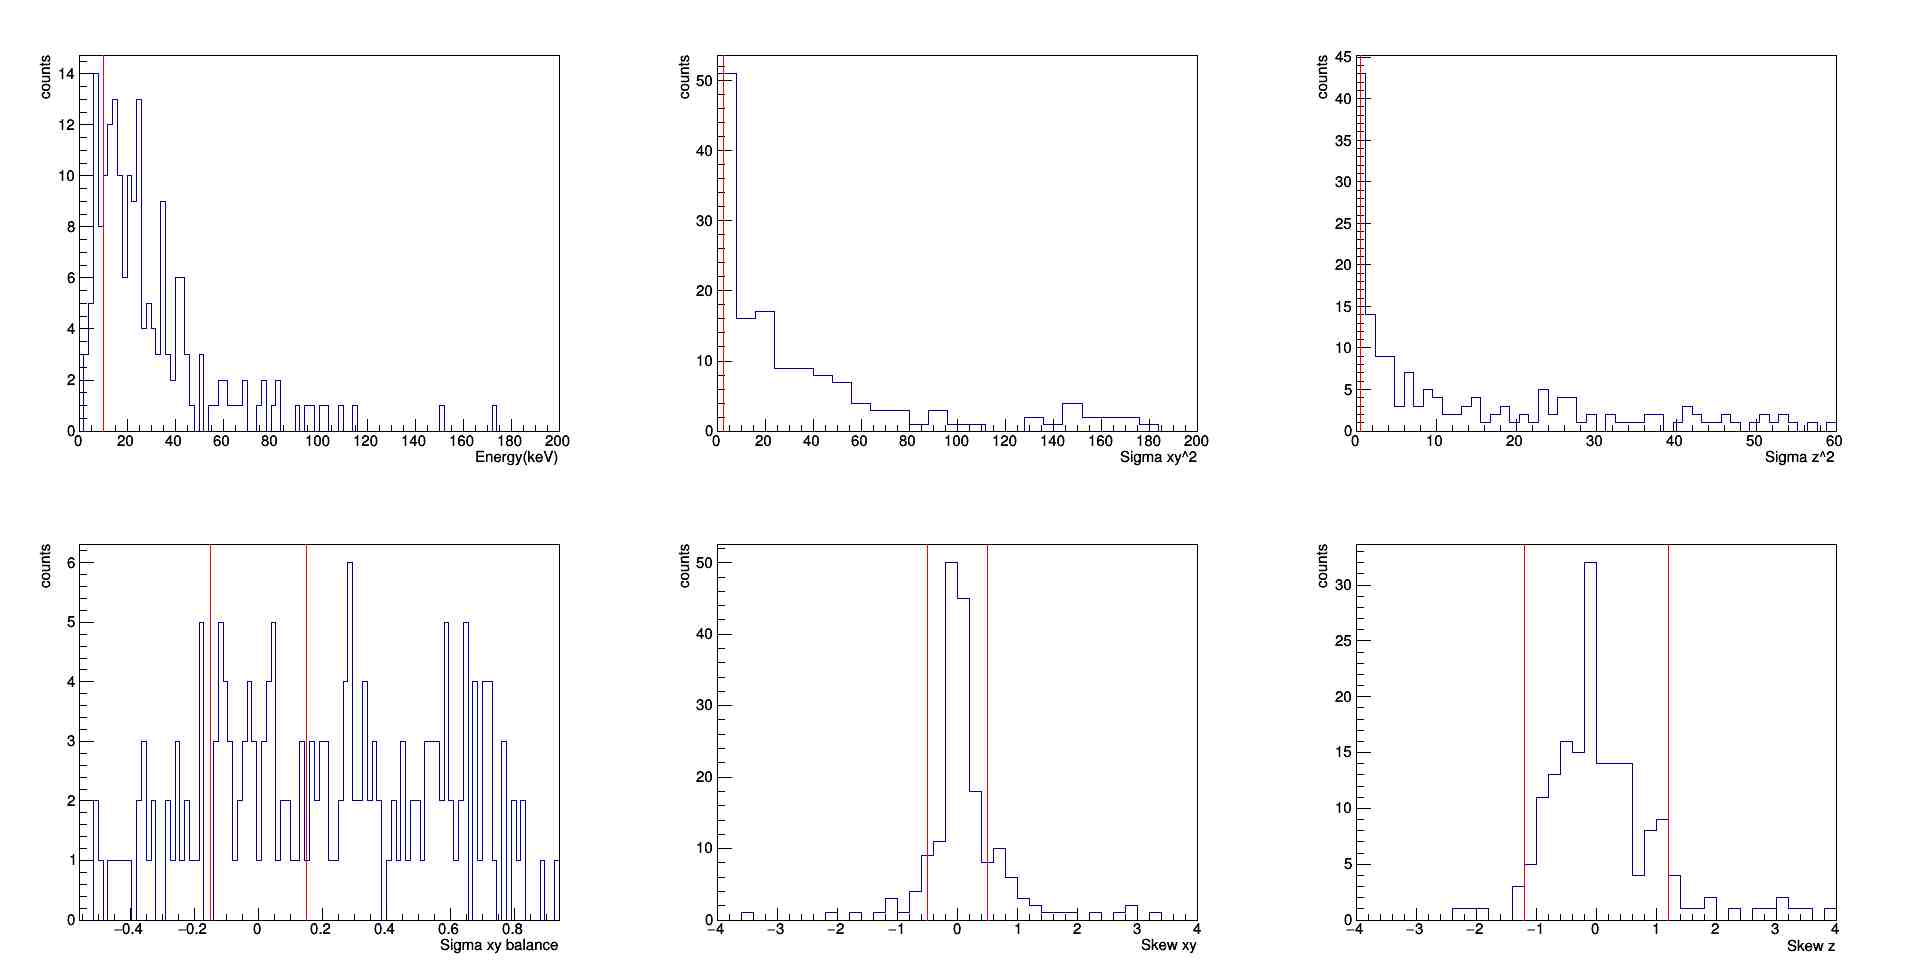 counts
14
12
10
8
6
4
2
0
0 20 40 60 80 100 120 140 160 180 200
Energy(keV)
counts
50
40
30
20
10
0
0 20 40 60 80 100 120 140 160 180 200
Sigma xy^2
counts
45
40
35
30
25
20
15
10
5
0
0 10 20 30 40 50 60
Sigma z^2
counts
6
5
4
3
2
1
0
−0.4 −0.2 0 0.2 0.4 0.6 0.8
Sigma xy balance
counts
50
40
30
20
10
0
−4 −3 −2 −1 0 1 2 3 4
Skew xy
counts
30
25
20
15
10
5
0
−4 −3 −2 −1 0 1 2 3 4
Skew z